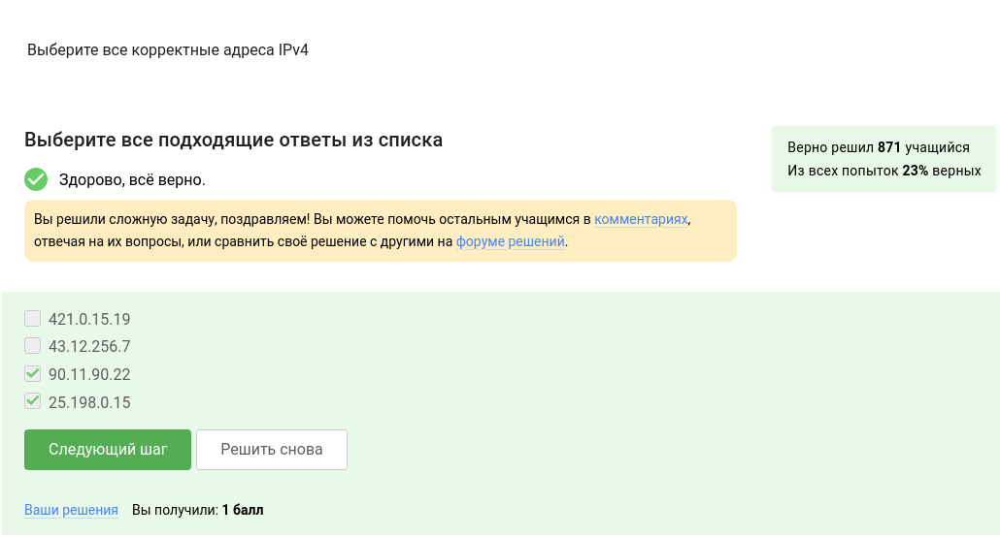 Выберите все корректные адреса IPv4
Выберите все подходящие ответы из списка
Здорово, всё верно.
Верно решил 871 учащийся
Из всех попыток 23% верных
Вы решили сложную задачу, поздравляем! Вы можете помочь остальным учащимся в комментариях,
отвечая на их вопросы, или сравнить своё решение с другими на форуме решений.
421.0.15.19
43.12.256.7
90.11.90.22
25.198.0.15
Следующий шаг Решить снова
Ваши решения Вы получили: 1 балл